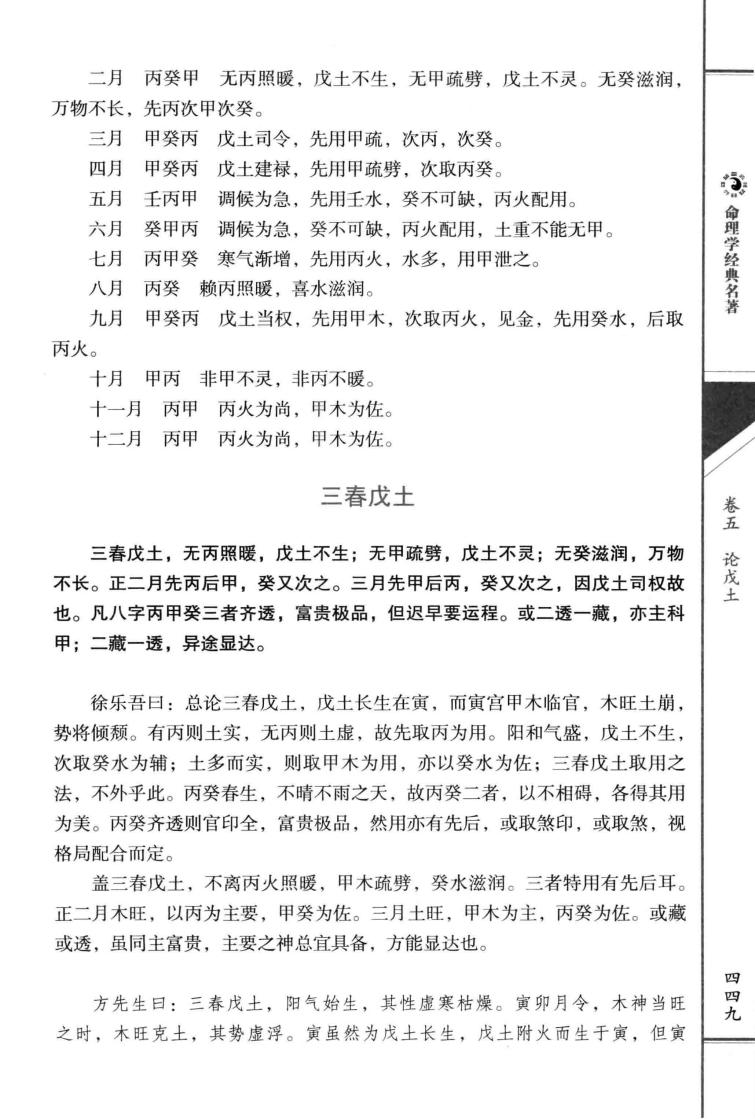 二月　丙癸甲　无丙照暖，戊土不生，无甲疏劈，戊土不灵。无癸滋润，
万物不长，先丙次甲次癸。
三月　甲癸丙　戊土司令，先用甲疏，次丙，次癸。
四月　甲癸丙　戊土建禄，先用甲疏劈，次取丙癸。
五月　壬丙甲　调候为急，先用壬水，癸不可缺，丙火配用。
六月　癸甲丙　调候为急，癸不可缺，丙火配用，土重不能无甲。
七月　丙甲癸　寒气渐增，先用丙火，水多，用甲泄之。
八月　丙癸　赖丙照暖，喜水滋润。
九月　甲癸丙　戊土当权，先用甲木，次取丙火，见金，先用癸水，后取
丙火。
十月　甲丙　非甲不灵，非丙不暖。
十一月　丙甲　丙火为尚，甲木为佐。
十二月　丙甲　丙火为尚，甲木为佐。
三春戊土
三春戊土，无丙照暖，戊土不生；无甲疏劈，戊土不灵；无癸滋润，万物
不长。正二月先丙后甲，癸又次之。三月先甲后丙，癸又次之，因戊土司权故
也。凡八字丙甲癸三者齐透，富贵极品，但迟早要运程。或二透一藏，亦主科
甲；二藏一透，异途显达。
徐乐吾曰：总论三春戊土，戊土长生在寅，而寅宫甲木临官，木旺土崩，
势将倾颓。有丙则土实，无丙则土虚，故先取丙为用。阳和气盛，戊土不生，
次取癸水为辅；土多而实，则取甲木为用，亦以癸水为佐；三春戊土取用之
法，不外乎此。丙癸春生，不晴不雨之天，故丙癸二者，以不相碍，各得其用
为美。丙癸齐透则官印全，富贵极品，然用亦有先后，或取煞印，或取煞，视
格局配合而定。
盖三春戊土，不离丙火照暖，甲木疏劈，癸水滋润。三者特用有先后耳。
正二月木旺，以丙为主要，甲癸为佐。三月土旺，甲木为主，丙癸为佐。或藏
或透，虽同主富贵，主要之神总宜具备，方能显达也。
方先生曰：三春戊土，阳气始生，其性虚寒枯燥。寅卯月令，木神当旺
之时，木旺克土，其势虚浮。寅虽然为戊土长生，戊土附火而生于寅，但寅
命理学经典名著
卷五　论戊土
四四九